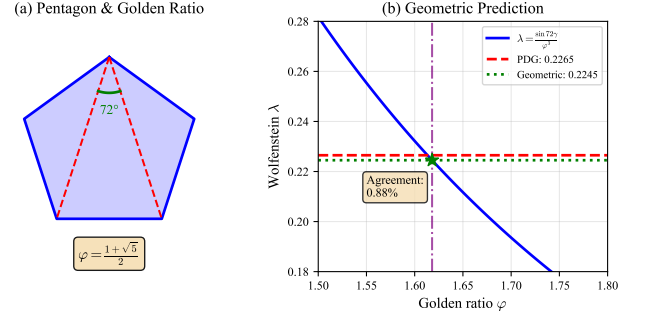 (a) Pentagon & Golden Ratio
72°
φ = (1+√5)/2
(b) Geometric Prediction
λ = sin 72γ/φ³
PDG: 0.2265
Geometric: 0.2245
Agreement:
0.88%
Wolfenstein λ
0.28
0.26
0.24
0.22
0.20
0.18
1.50 1.55 1.60 1.65 1.70 1.75 1.80
Golden ratio φ